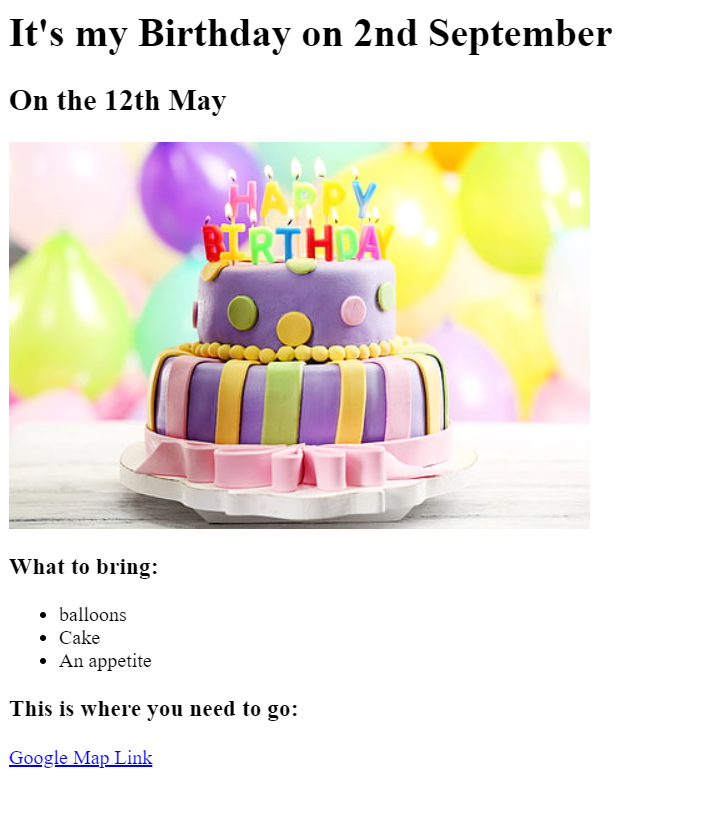 It's my Birthday on 2nd September
On the 12th May
HAPPY
BIRTHDAY
What to bring:
balloons
Cake
An appetite
This is where you need to go:
Google Map Link